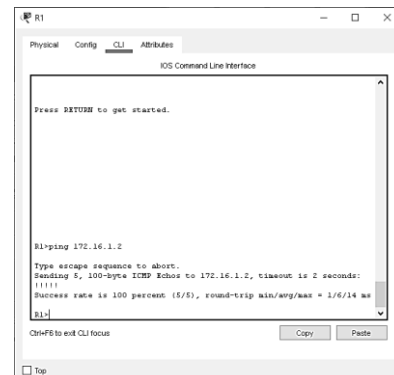 R1
Physical Config CLI Attributes
IOS Command Line Interface
Press RETURN to get started.
R1>ping 172.16.1.2
Type escape sequence to abort.
Sending 5, 100-byte ICMP Echos to 172.16.1.2, timeout is 2 seconds:
!!!!!
Success rate is 100 percent (5/5), round-trip min/avg/max = 1/6/14 ms
R1>
Ctrl+F6 to exit CLI focus
Copy Paste
Top